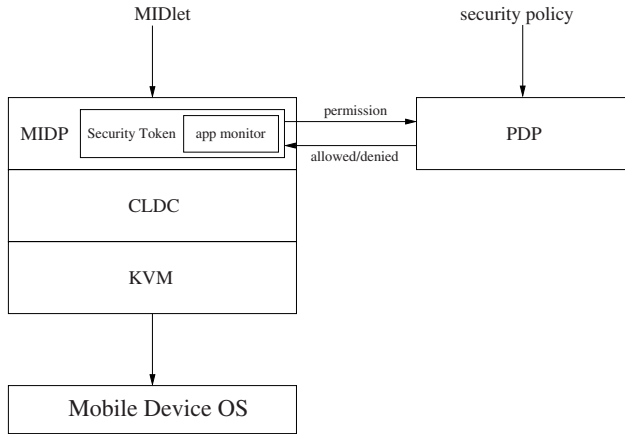 MIDlet
security policy
MIDP
Security Token
app monitor
permission
allowed/denied
PDP
CLDC
KVM
Mobile Device OS